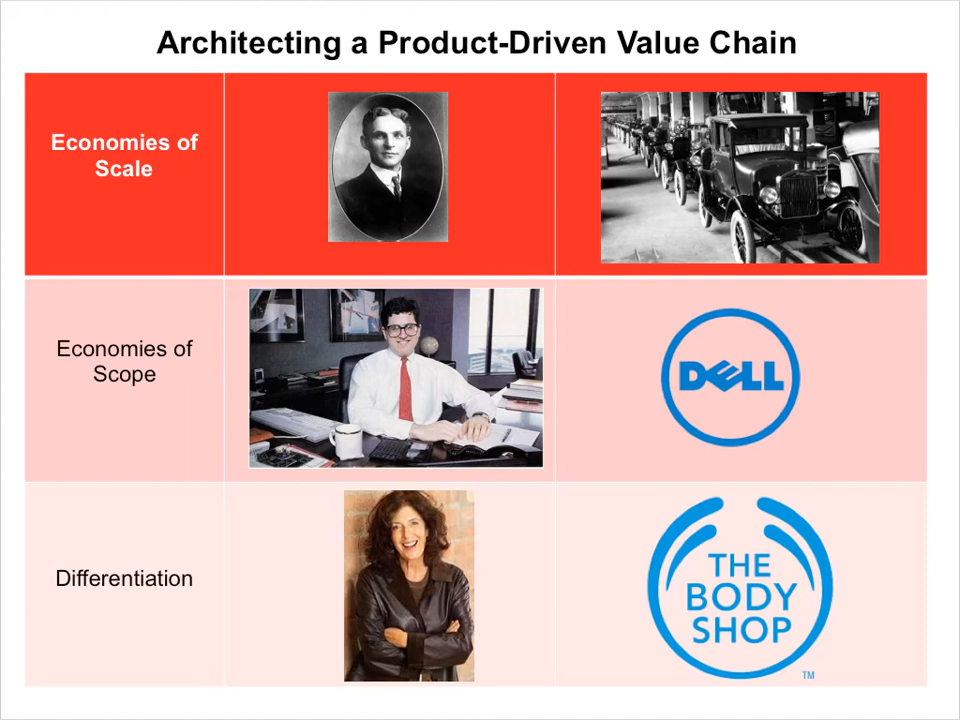 Architecting a Product-Driven Value Chain
Economies of
Scale
Economies of
Scope
DELL
Differentiation
THE
BODY
SHOP
TM